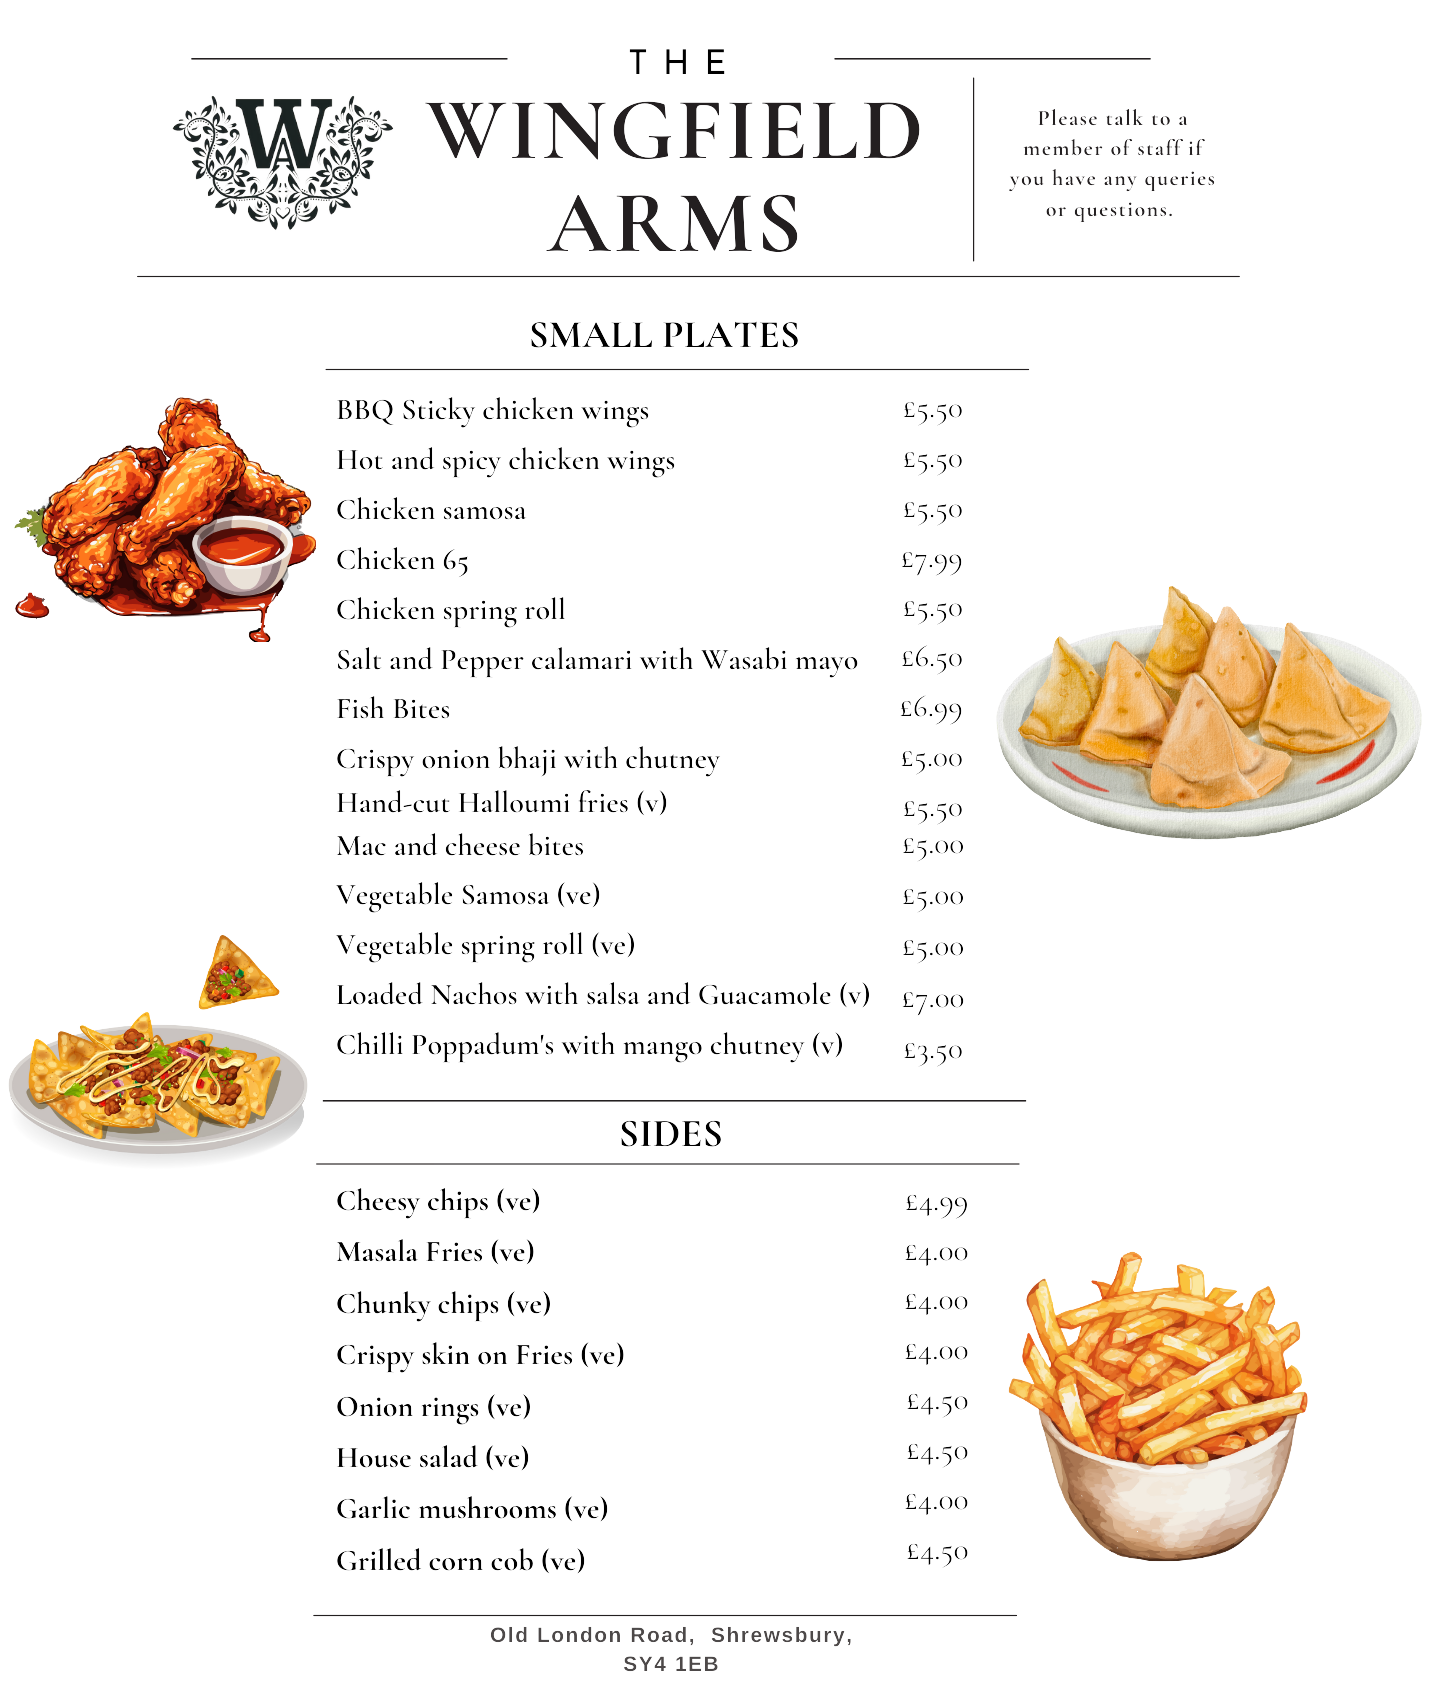 THE
WINGFIELD
ARMS
WA
Please talk to a
member of staff if
you have any queries
or questions.
SMALL PLATES
BBQ Sticky chicken wings £5.50
Hot and spicy chicken wings £5.50
Chicken samosa £5.50
Chicken 65 £7.99
Chicken spring roll £5.50
Salt and Pepper calamari with Wasabi mayo £6.50
Fish Bites £6.99
Crispy onion bhaji with chutney £5.00
Hand-cut Halloumi fries (v) £5.50
Mac and cheese bites £5.00
Vegetable Samosa (ve) £5.00
Vegetable spring roll (ve) £5.00
Loaded Nachos with salsa and Guacamole (v) £7.00
Chilli Poppadum's with mango chutney (v) £3.50
SIDES
Cheesy chips (ve) £4.99
Masala Fries (ve) £4.00
Chunky chips (ve) £4.00
Crispy skin on Fries (ve) £4.00
Onion rings (ve) £4.50
House salad (ve) £4.50
Garlic mushrooms (ve) £4.00
Grilled corn cob (ve) £4.50
Old London Road, Shrewsbury,
SY4 1EB